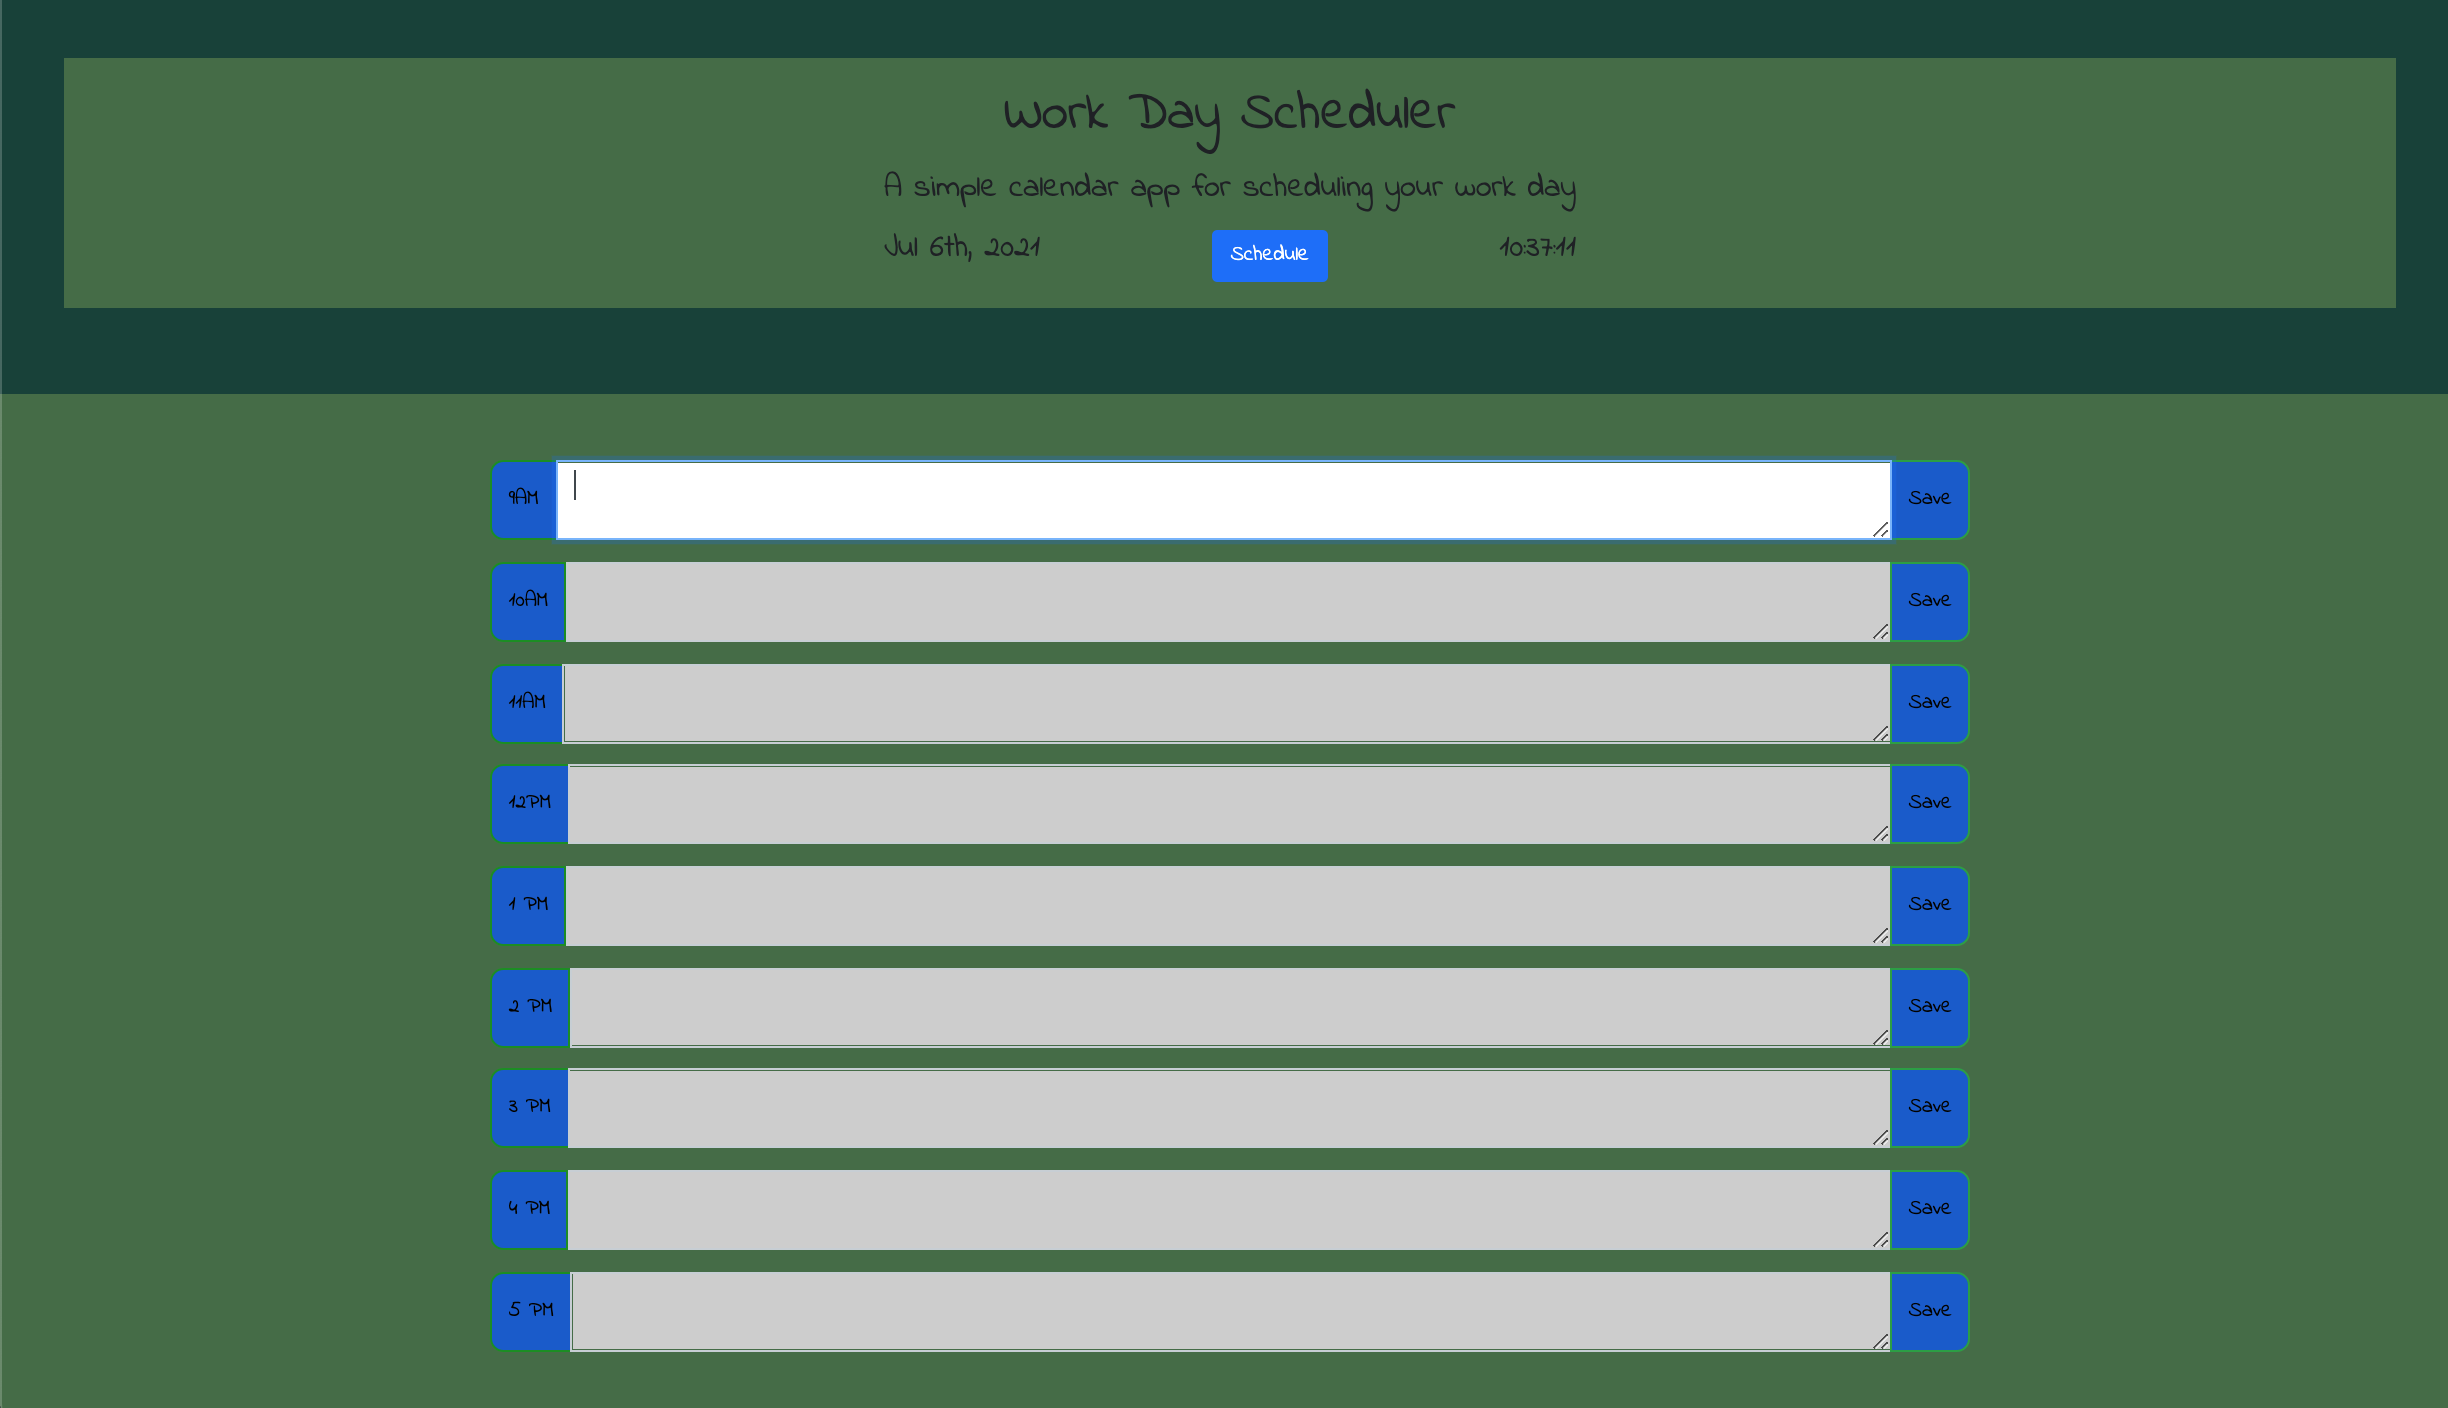 Work Day Scheduler
A simple calendar app for scheduling your work day
Jul 6th, 2021 Schedule 10:37:11
9AM Save
10AM Save
11AM Save
12PM Save
1 PM Save
2 PM Save
3 PM Save
4 PM Save
5 PM Save